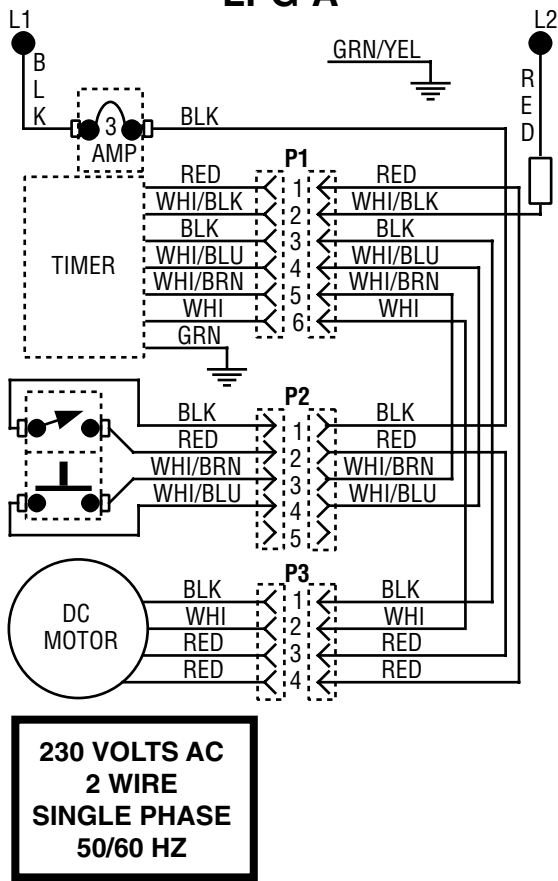 L1
L2
GRN/YEL
BLK
RED
3
AMP
BLK
P1
RED 1 RED
WHI/BLK 2 WHI/BLK
BLK 3 BLK
TIMER
WHI/BLU 4 WHI/BLU
WHI/BRN 5 WHI/BRN
WHI 6 WHI
GRN
P2
BLK 1 BLK
RED 2 RED
WHI/BRN 3 WHI/BRN
WHI/BLU 4 WHI/BLU
5
P3
BLK 1 BLK
DC
MOTOR
WHI 2 WHI
RED 3 RED
RED 4 RED
230 VOLTS AC
2 WIRE
SINGLE PHASE
50/60 HZ